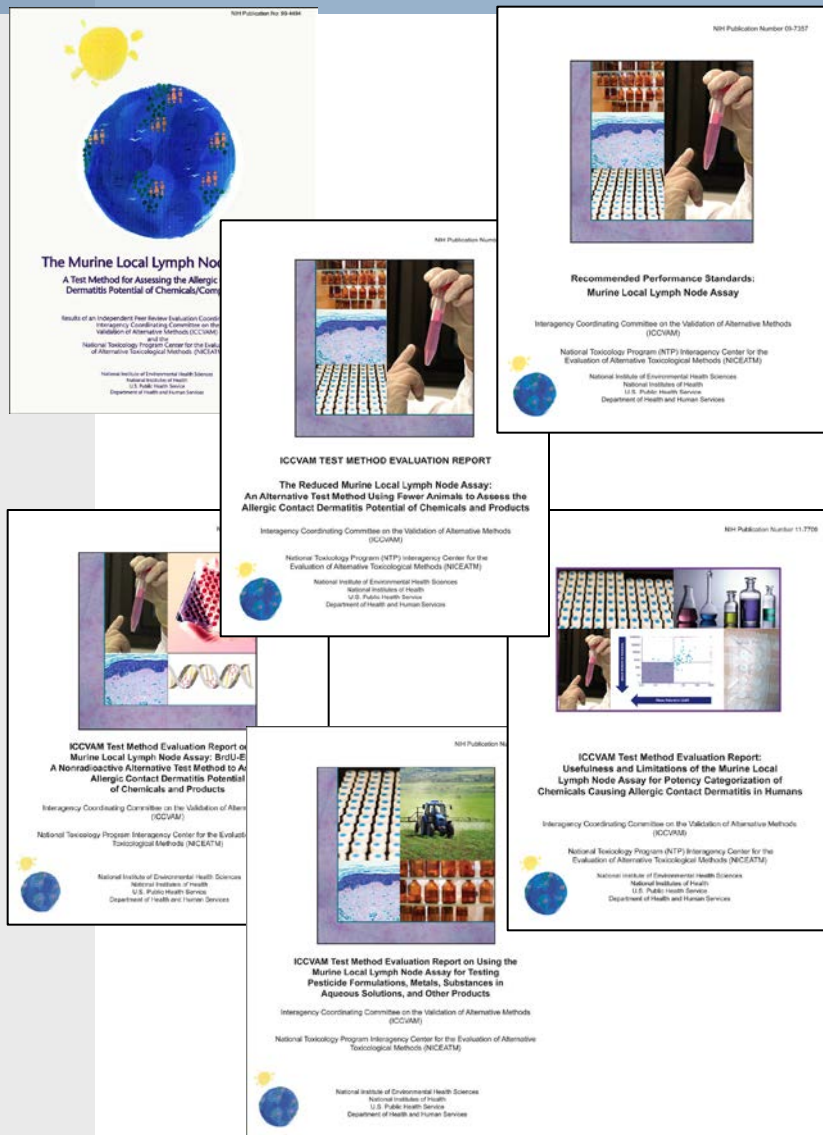 NIH Publication No: 99-4494
The Murine Local Lymph Nod
A Test Method for Assessing the Allergic
Dermatitis Potential of Chemicals/Comp
Results of an Independent Peer Review Evaluation Coordin
Interagency Coordinating Committee on the
Validation of Alternative Methods (ICCVAM)
and the
National Toxicology Program Center for the Evalua
of Alternative Toxicological Methods (NICEATM
National Institute of Environmental Health Sciences
National Institutes of Health
U.S. Public Health Service
Department of Health and Human Services
NIH Publication Number 09-7357
Recommended Performance Standards:
Murine Local Lymph Node Assay
Interagency Coordinating Committee on the Validation of Alternative Methods
(ICCVAM)
National Toxicology Program (NTP) Interagency Center for the
Evaluation of Alternative Toxicological Methods (NICEATM)
National Institute of Environmental Health Sciences
National Institutes of Health
U.S. Public Health Service
Department of Health and Human Services
NIH Publication Numb
ICCVAM TEST METHOD EVALUATION REPORT
The Reduced Murine Local Lymph Node Assay:
An Alternative Test Method Using Fewer Animals to Assess the
Allergic Contact Dermatitis Potential of Chemicals and Products
Interagency Coordinating Committee on the Validation of Alternative Methods
(ICCVAM)
National Toxicology Program (NTP) Interagency Center for the
Evaluation of Alternative Toxicological Methods (NICEATM)
National Institute of Environmental Health Sciences
National Institutes of Health
U.S. Public Health Service
Department of Health and Human Services
ICCVAM Test Method Evaluation Report on
Murine Local Lymph Node Assay: BrdU-E
A Nonradioactive Alternative Test Method to As
Allergic Contact Dermatitis Potential
of Chemicals and Products
Interagency Coordinating Committee on the Validation of Altern
(ICCVAM)
National Toxicology Program Interagency Center for the Evaluati
Toxicological Methods (NICEATM)
National Institute of Environmental Health Sciences
National Institutes of Health
U.S. Public Health Service
Department of Health and Human Services
NIH Publication Number 11-7709
ICCVAM Test Method Evaluation Report:
Usefulness and Limitations of the Murine Local
Lymph Node Assay for Potency Categorization of
Chemicals Causing Allergic Contact Dermatitis in Humans
Interagency Coordinating Committee on the Validation of Alternative Methods
(ICCVAM)
National Toxicology Program (NTP) Interagency Center for the
Evaluation of Alternative Toxicological Methods (NICEATM)
National Institute of Environmental Health Sciences
National Institutes of Health
U.S. Public Health Service
Department of Health and Human Services
NIH Publication Nu
ICCVAM Test Method Evaluation Report on Using the
Murine Local Lymph Node Assay for Testing
Pesticide Formulations, Metals, Substances in
Aqueous Solutions, and Other Products
Interagency Coordinating Committee on the Validation of Alternative Methods
(ICCVAM)
National Toxicology Program Interagency Center for the Evaluation of Alternative
Toxicological Methods (NICEATM)
National Institute of Environmental Health Sciences
National Institutes of Health
U.S. Public Health Service
Department of Health and Human Services